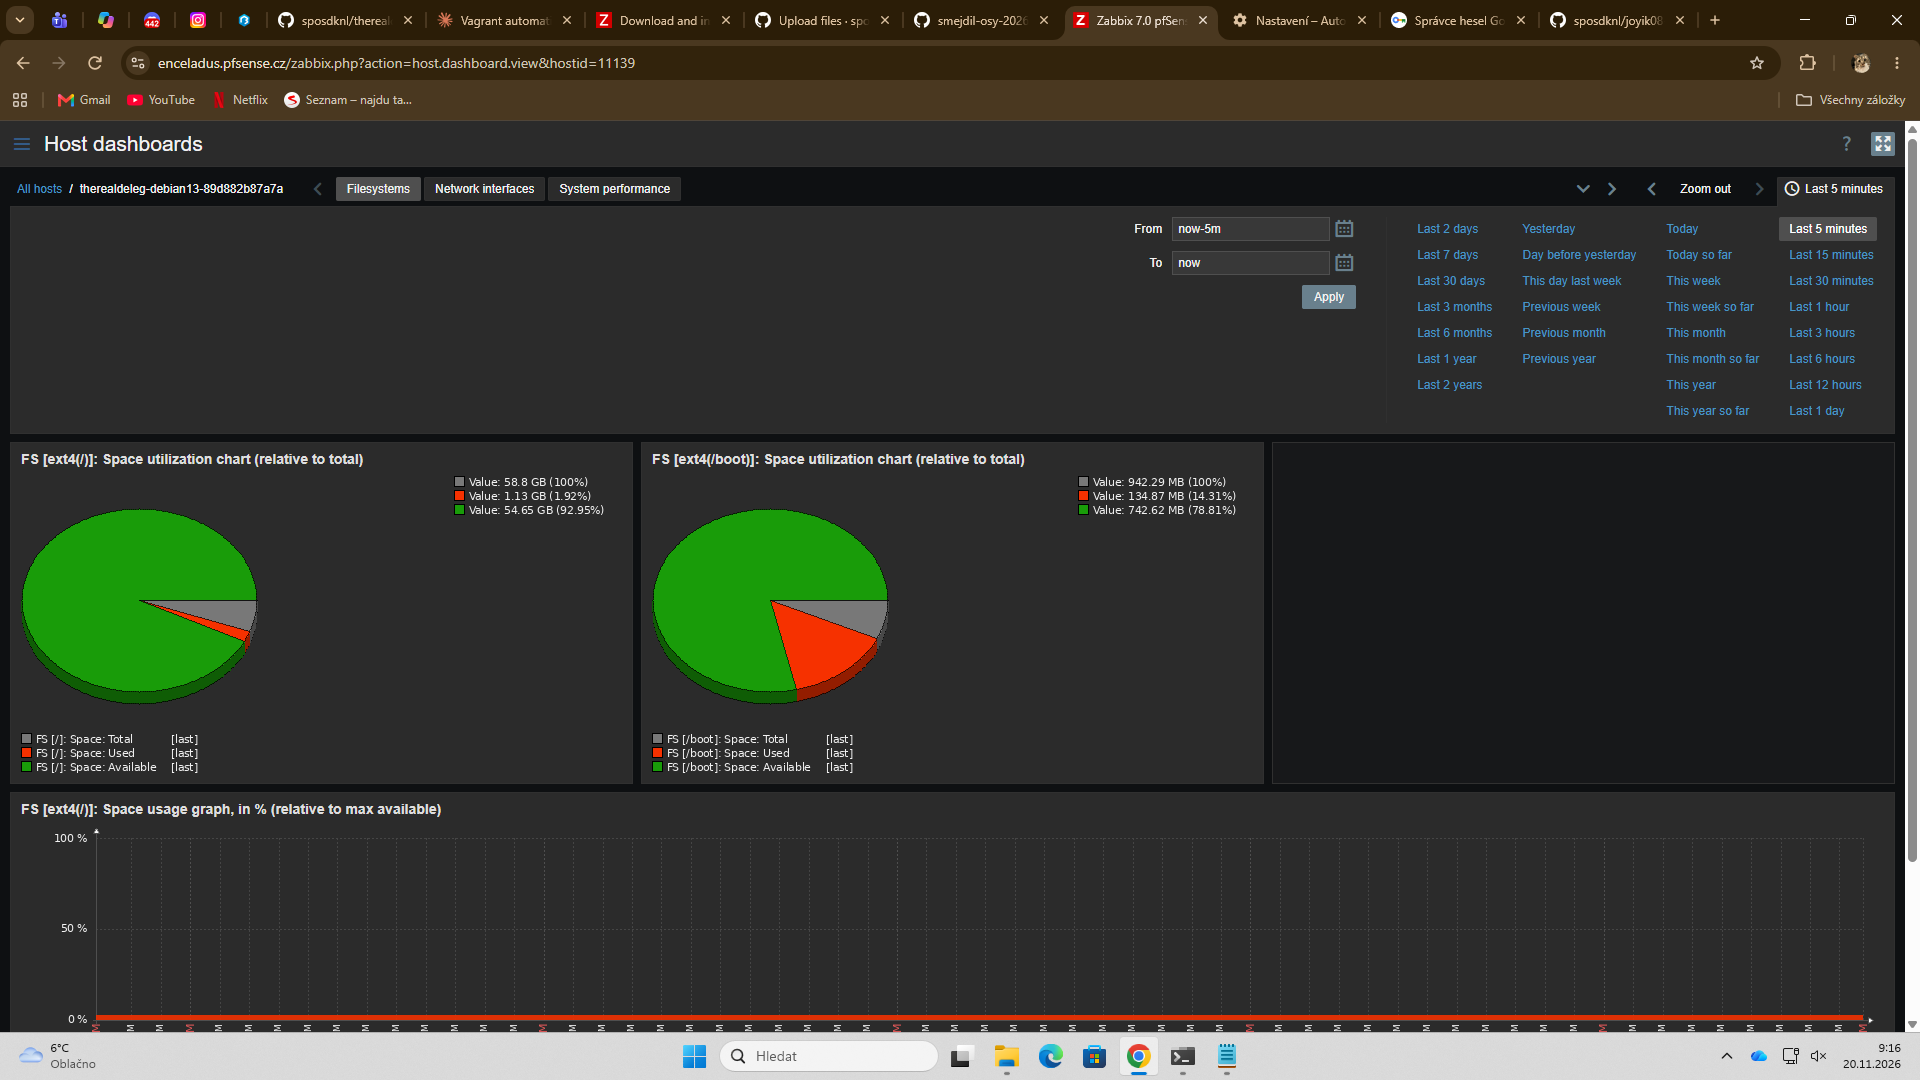 442
sposdknl/thereal
Vagrant automat
Download and in
Upload files · spo
smejdil-osy-2026
Zabbix 7.0 pfSen
Nastavení – Auto
Správce hesel Go
sposdknl/joyik08
enceladus.pfsense.cz/zabbix.php?action=host.dashboard.view&hostid=11139
Gmail
YouTube
Netflix
Seznam – najdu ta...
Všechny záložky
Host dashboards
?
All hosts / therealdeleg-debian13-89d882b87a7a
Filesystems
Network interfaces
System performance
Zoom out
Last 5 minutes
From now-5m
To now
Apply
Last 2 days Yesterday Today Last 5 minutes
Last 7 days Day before yesterday Today so far Last 15 minutes
Last 30 days This day last week This week Last 30 minutes
Last 3 months Previous week This week so far Last 1 hour
Last 6 months Previous month This month Last 3 hours
Last 1 year Previous year This month so far Last 6 hours
Last 2 years This year Last 12 hours
This year so far Last 1 day
FS [ext4(/)]: Space utilization chart (relative to total)
Value: 58.8 GB (100%)
Value: 1.13 GB (1.92%)
Value: 54.65 GB (92.95%)
FS [/]: Space: Total [last]
FS [/]: Space: Used [last]
FS [/]: Space: Available [last]
FS [ext4(/boot)]: Space utilization chart (relative to total)
Value: 942.29 MB (100%)
Value: 134.87 MB (14.31%)
Value: 742.62 MB (78.81%)
FS [/boot]: Space: Total [last]
FS [/boot]: Space: Used [last]
FS [/boot]: Space: Available [last]
FS [ext4(/)]: Space usage graph, in % (relative to max available)
100 %
50 %
0 %
6°C
Oblačno
Hledat
9:16
20.11.2026